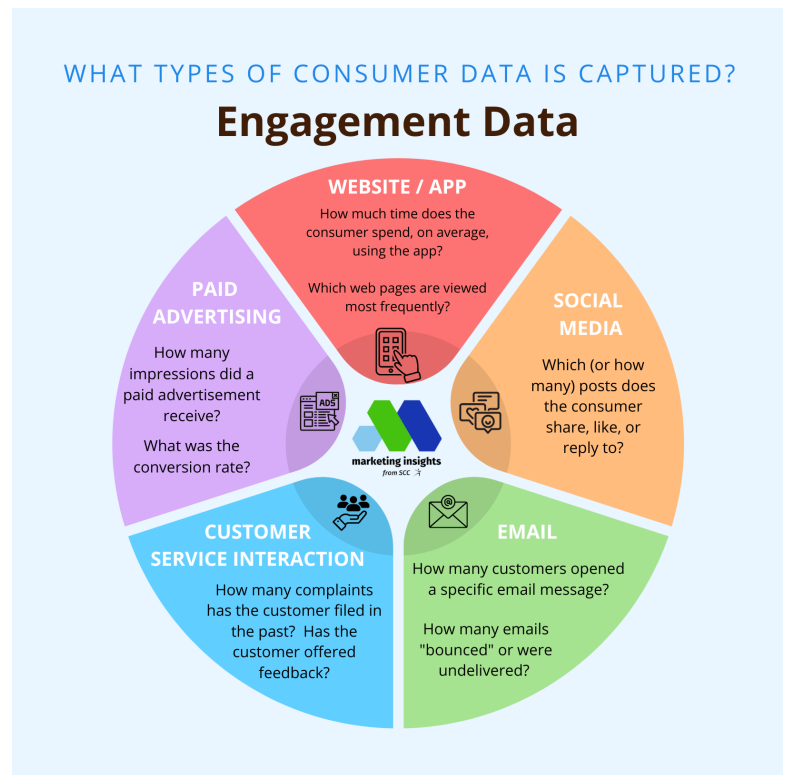 WHAT TYPES OF CONSUMER DATA IS CAPTURED?
Engagement Data
WEBSITE / APP
How much time does the
consumer spend, on average,
using the app?
Which web pages are viewed
most frequently?
SOCIAL
MEDIA
Which (or how
many) posts does
the consumer
share, like, or
reply to?
EMAIL
How many customers opened
a specific email message?
How many emails
"bounced" or were
undelivered?
CUSTOMER
SERVICE INTERACTION
How many complaints
has the customer filed in
the past?  Has the
customer offered
feedback?
PAID
ADVERTISING
How many
impressions did a
paid advertisement
receive?
What was the
conversion rate?
ADS
@
marketing insights
from SCC